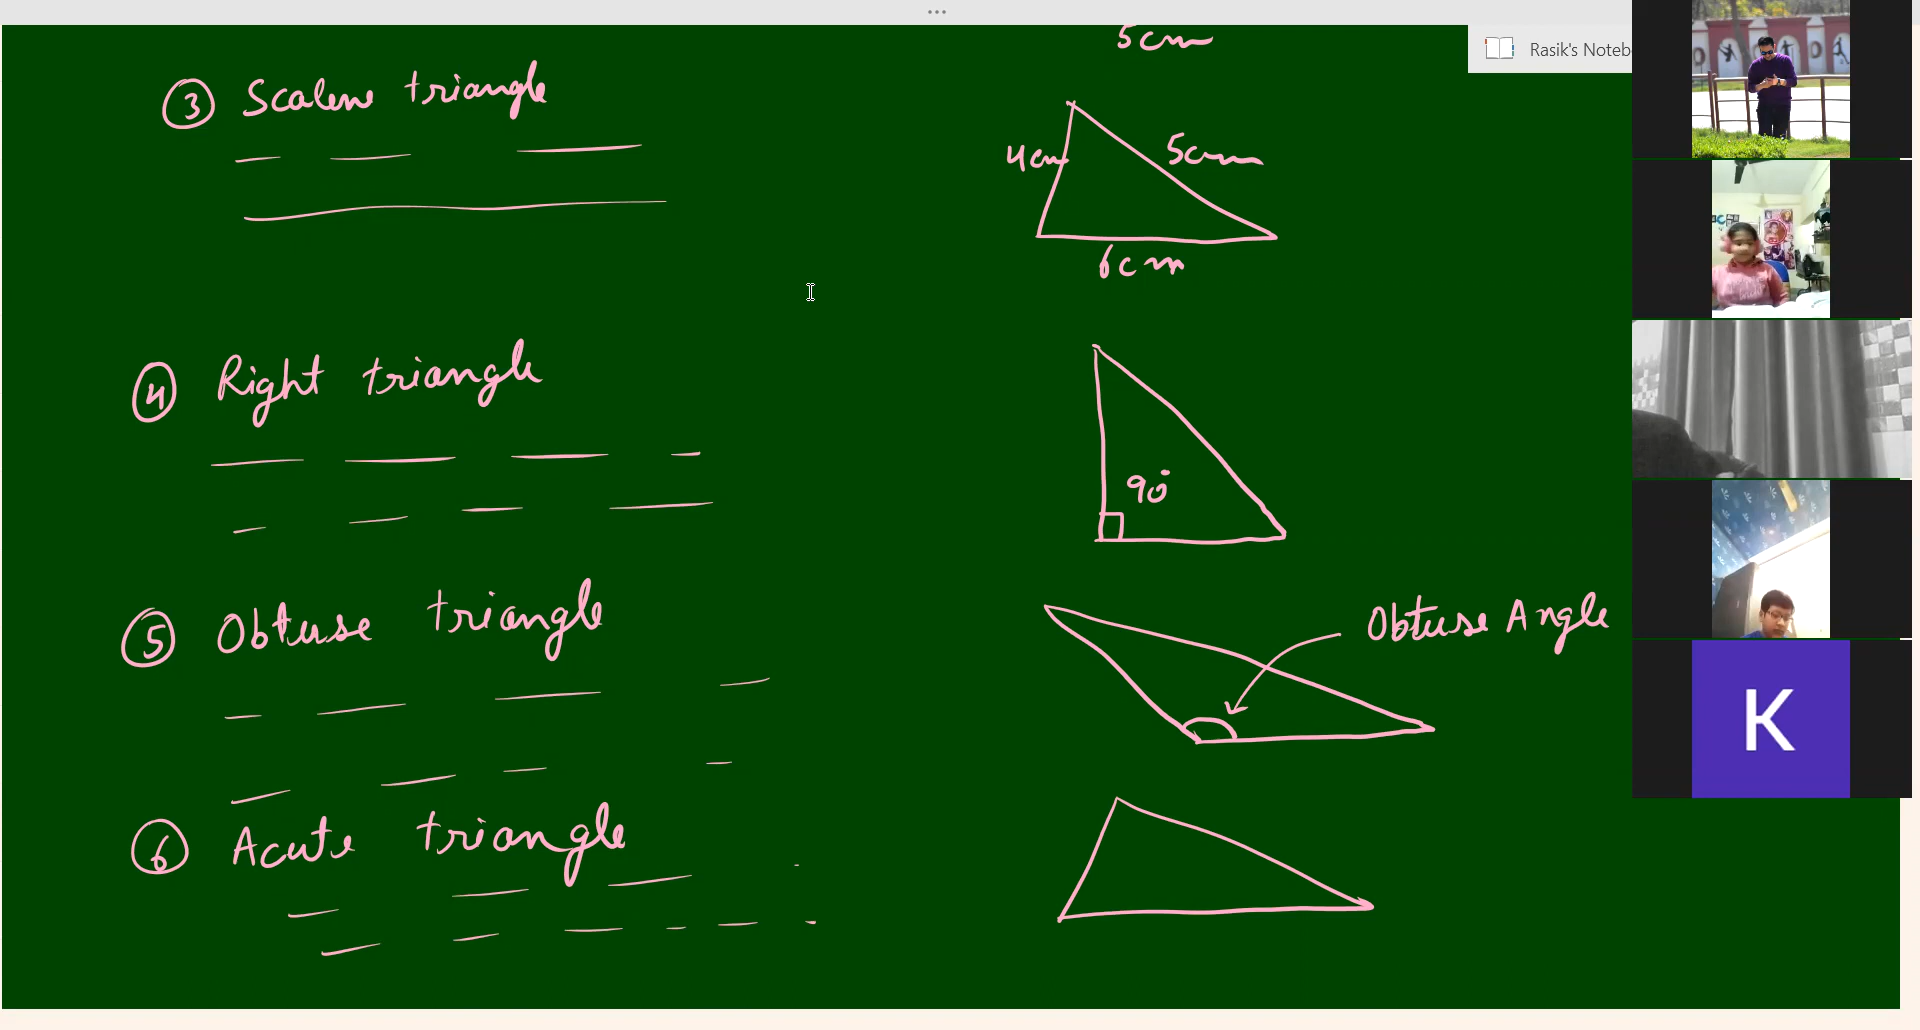 5cm
Rasik's Noteb
③ Scalene triangle
4cm
5cm
6cm
④ Right triangle
90°
⑤ Obtuse triangle
Obtuse Angle
⑥ Acute triangle
K